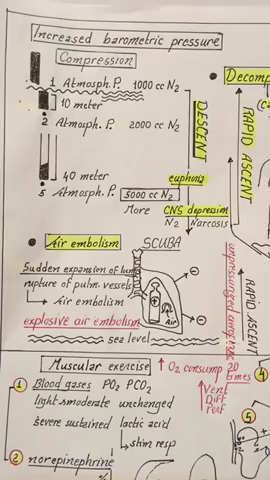 Increased barometric pressure
Compression
Decomp
1 Atmosph. P. 1000 cc N2
10 meter
2 Atmosph. P. 2000 cc N2
DESCENT
RAPID ASCENT
40 meter
euphoria
5 Atmosph. P. 5000 cc N2
More CNS depression
N2 Narcosis
Air embolism SCUBA
Sudden expansion of lung
rupture of pulm. vessels
Air embolism
Air
explosive air embolism
RAPID ASCENT
sea level
Muscular exercise ↑ O2 consump 20 times
4
1 Blood gases PO2 PCO2
light & moderate unchanged
↑ Ven
Diff
Perf
severe sustained lactic acid
5
stim resp
2 norepinephrine